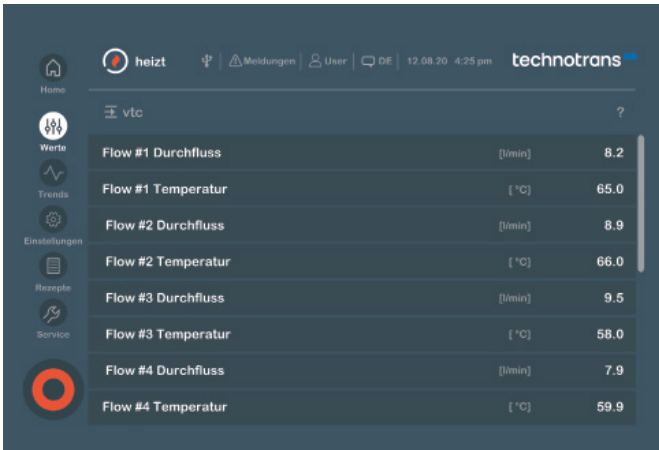 heizt Meldungen User DE 12.08.20 4:25 pm technotrans
Home
vtc ?
Werte
Flow #1 Durchfluss [l/min] 8.2
Trends
Flow #1 Temperatur [°C] 65.0
Flow #2 Durchfluss [l/min] 8.9
Einstellungen
Flow #2 Temperatur [°C] 66.0
Rezepte
Flow #3 Durchfluss [l/min] 9.5
Service
Flow #3 Temperatur [°C] 58.0
Flow #4 Durchfluss [l/min] 7.9
Flow #4 Temperatur [°C] 59.9